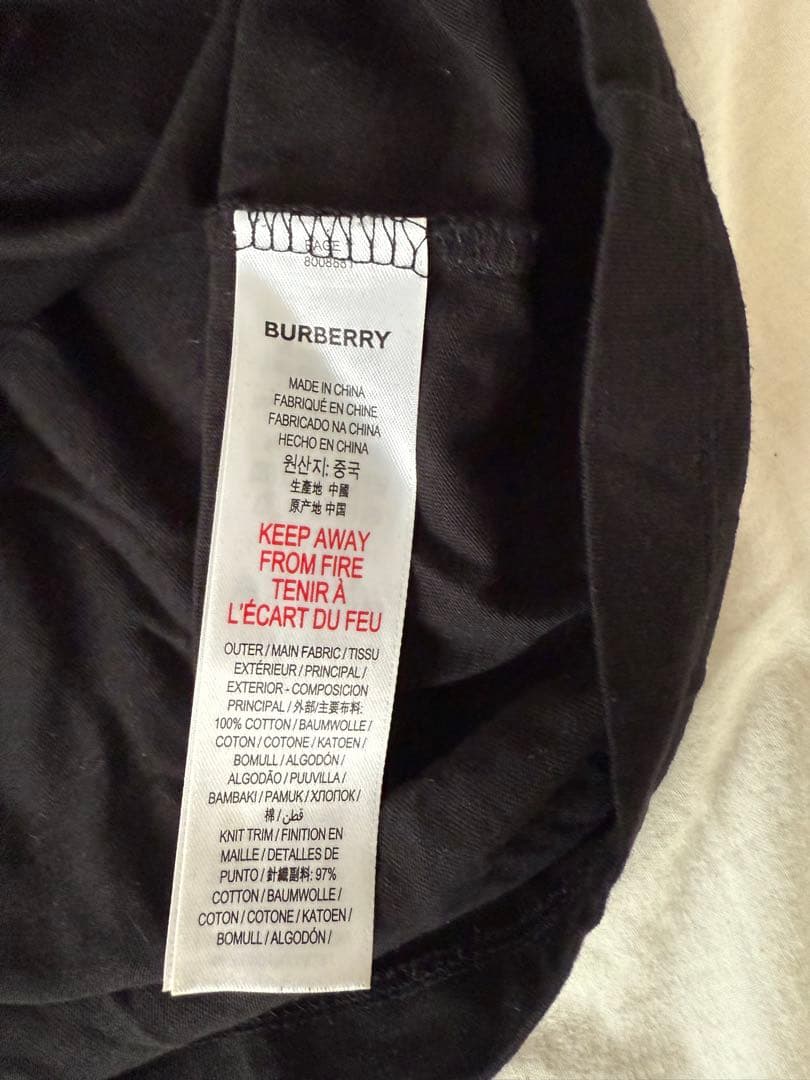 PAGE
BURBERRY
MADE IN CHINA
FABRIQUÉ EN CHINE
FABRICADO NA CHINA
HECHO EN CHINA
원산지: 중국
生產地 中國
原产地 中国
KEEP AWAY
FROM FIRE
TENIR À
L'ÉCART DU FEU
OUTER / MAIN FABRIC / TISSU
EXTÉRIEUR / PRINCIPAL /
EXTERIOR - COMPOSICION
PRINCIPAL / 外部/主要布料:
100% COTTON / BAUMWOLLE /
COTON / COTONE / KATOEN /
BOMULL / ALGODÓN /
ALGODÃO / PUUVILLA /
BAMBAKI / PAMUK / ХЛОПОК /
棉 / قطن
KNIT TRIM / FINITION EN
MAILLE / DETALLES DE
PUNTO / 針織副料: 97%
COTTON / BAUMWOLLE /
COTON / COTONE / KATOEN /
BOMULL / ALGODÓN /